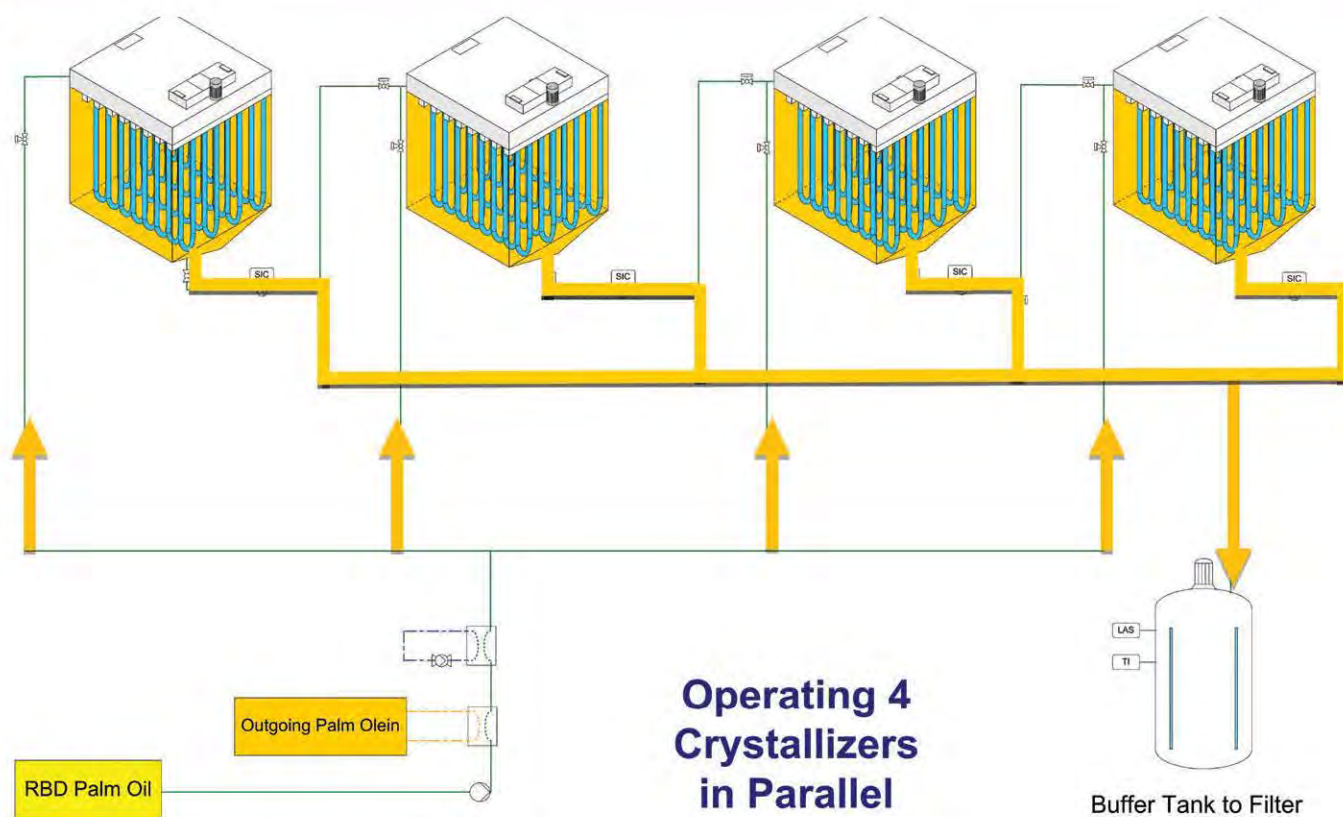 SIC
SIC
SIC
SIC
LAS
TI
Outgoing Palm Olein
RBD Palm Oil
Operating 4
Crystallizers
in Parallel
Buffer Tank to Filter